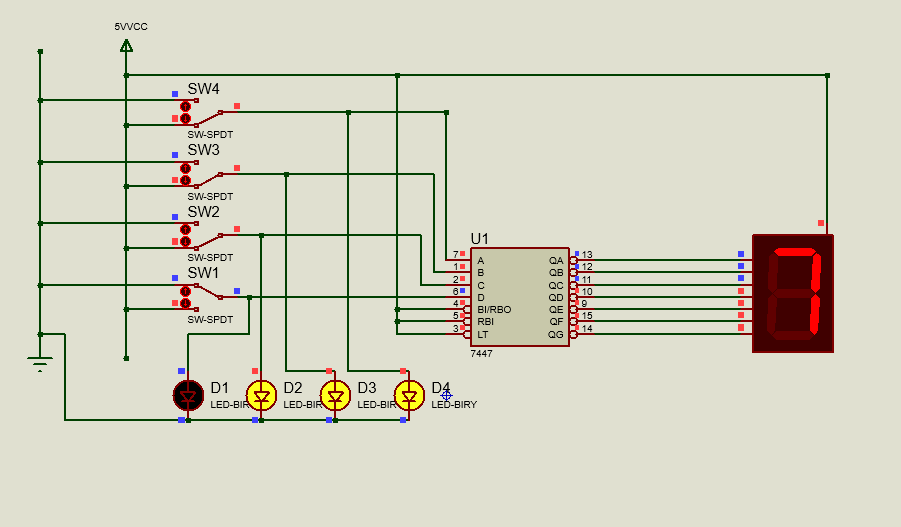 5VVCC
SW4
SW-SPDT
SW3
SW-SPDT
SW2
SW-SPDT
SW1
SW-SPDT
U1
7 A QA 13
1 B QB 12
2 C QC 11
6 D QD 10
4 BI/RBO QE 9
5 RBI QF 15
3 LT QG 14
7447
7
D1 D2 D3 D4
LED-BIR LED-BIR LED-BIR LED-BIRY